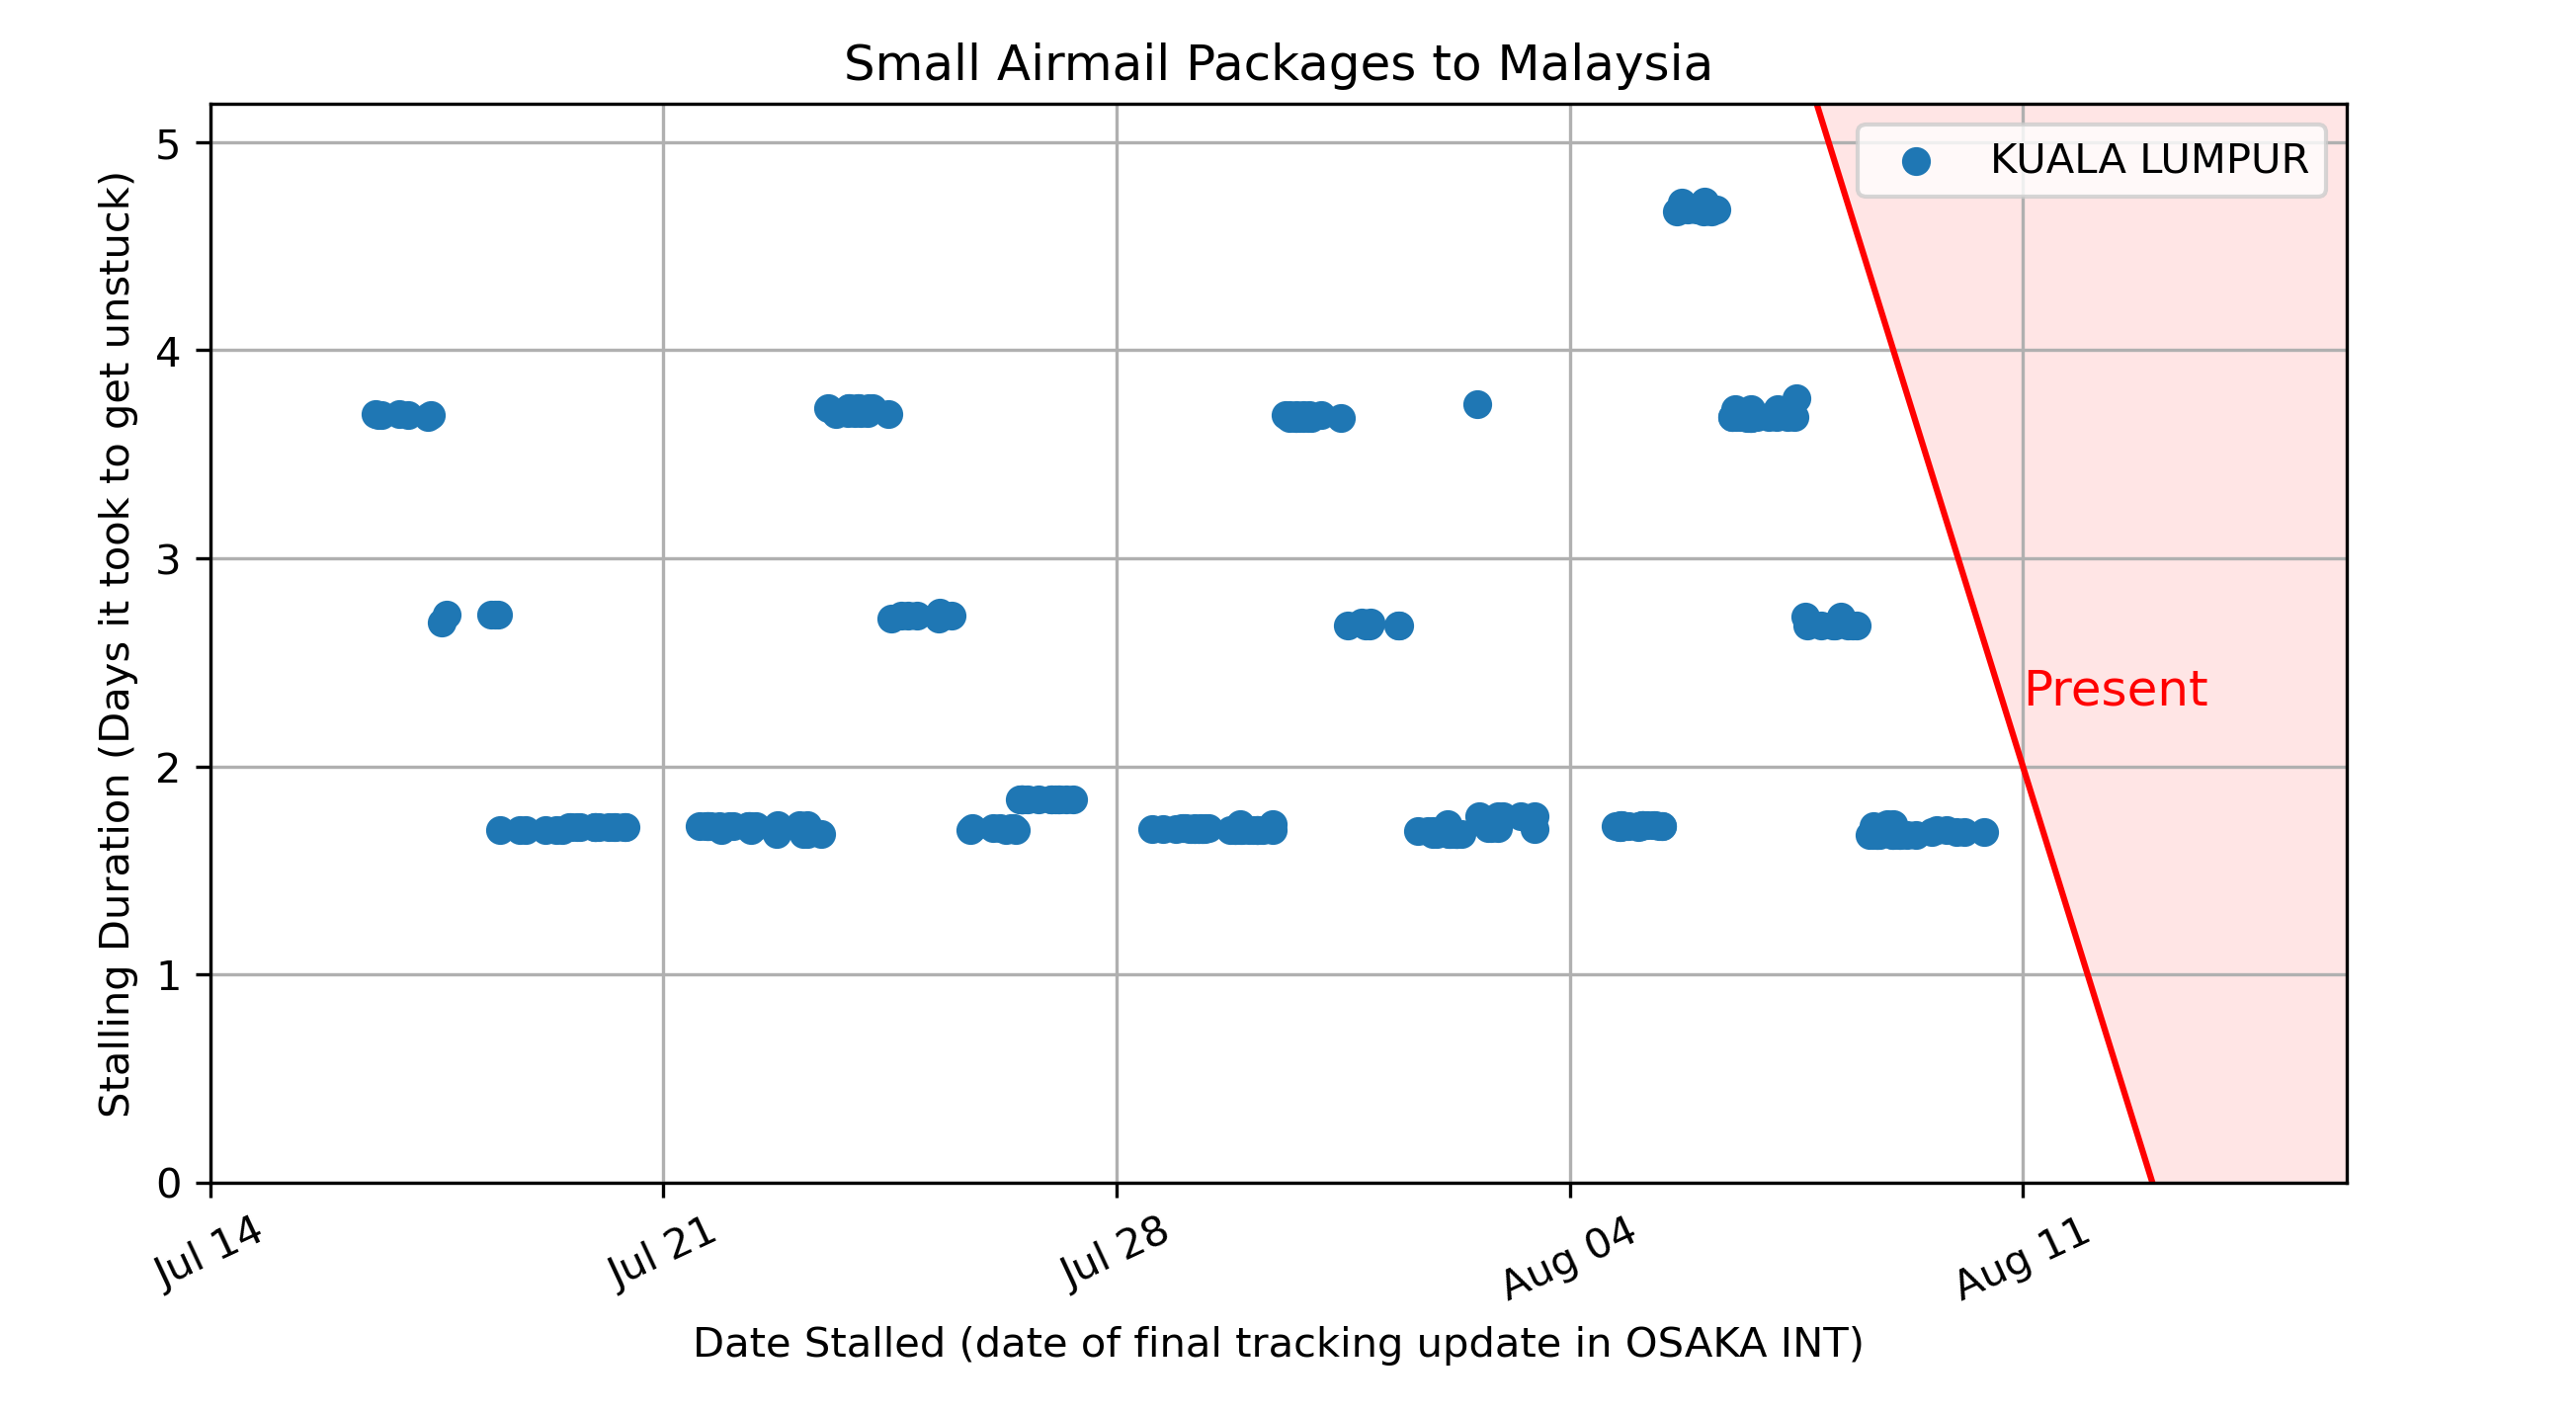 Small Airmail Packages to Malaysia
Stalling Duration (Days it took to get unstuck)
5
4
3
2
1
0
KUALA LUMPUR
Present
Jul 14
Jul 21
Jul 28
Aug 04
Aug 11
Date Stalled (date of final tracking update in OSAKA INT)